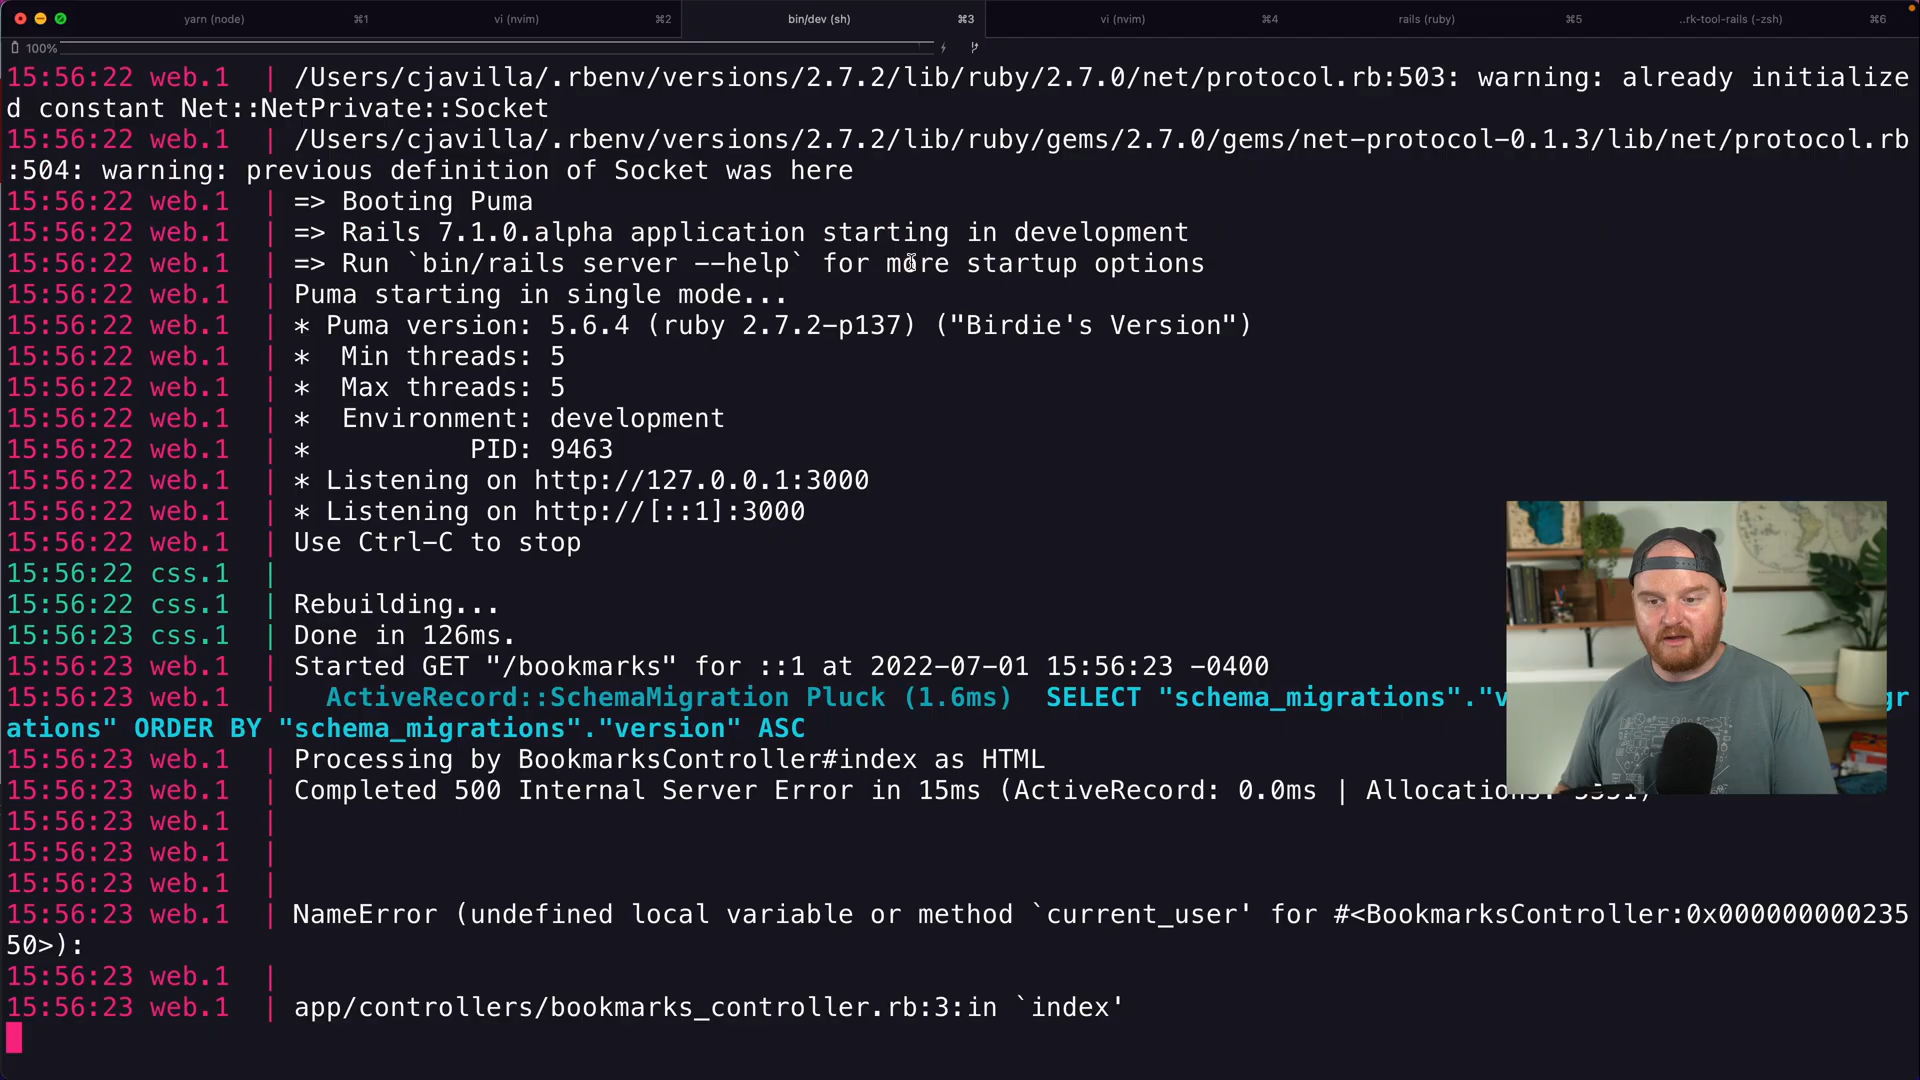 yarn (node) ⌘1 vi (nvim) ⌘2 bin/dev (sh) ⌘3 vi (nvim) ⌘4 rails (ruby) ⌘5 ..rk-tool-rails (-zsh) ⌘6
100%
15:56:22 web.1 | /Users/cjavilla/.rbenv/versions/2.7.2/lib/ruby/2.7.0/net/protocol.rb:503: warning: already initialize
d constant Net::NetPrivate::Socket
15:56:22 web.1 | /Users/cjavilla/.rbenv/versions/2.7.2/lib/ruby/gems/2.7.0/gems/net-protocol-0.1.3/lib/net/protocol.rb
:504: warning: previous definition of Socket was here
15:56:22 web.1 | => Booting Puma
15:56:22 web.1 | => Rails 7.1.0.alpha application starting in development
15:56:22 web.1 | => Run `bin/rails server --help` for more startup options
15:56:22 web.1 | Puma starting in single mode...
15:56:22 web.1 | * Puma version: 5.6.4 (ruby 2.7.2-p137) ("Birdie's Version")
15:56:22 web.1 | *  Min threads: 5
15:56:22 web.1 | *  Max threads: 5
15:56:22 web.1 | *  Environment: development
15:56:22 web.1 | *          PID: 9463
15:56:22 web.1 | * Listening on http://127.0.0.1:3000
15:56:22 web.1 | * Listening on http://[::1]:3000
15:56:22 web.1 | Use Ctrl-C to stop
15:56:22 css.1 |
15:56:22 css.1 | Rebuilding...
15:56:23 css.1 | Done in 126ms.
15:56:23 web.1 | Started GET "/bookmarks" for ::1 at 2022-07-01 15:56:23 -0400
15:56:23 web.1 |   ActiveRecord::SchemaMigration Pluck (1.6ms)  SELECT "schema_migrations"."v gr
ations" ORDER BY "schema_migrations"."version" ASC
15:56:23 web.1 | Processing by BookmarksController#index as HTML
15:56:23 web.1 | Completed 500 Internal Server Error in 15ms (ActiveRecord: 0.0ms |
15:56:23 web.1 |
15:56:23 web.1 |
15:56:23 web.1 |
15:56:23 web.1 | NameError (undefined local variable or method `current_user' for #<BookmarksController:0x000000000235
50>):
15:56:23 web.1 |
15:56:23 web.1 | app/controllers/bookmarks_controller.rb:3:in `index'